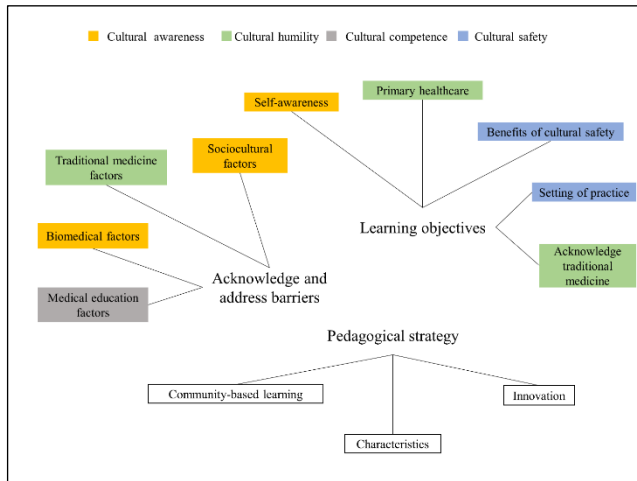 Cultural awareness Cultural humility Cultural competence Cultural safety
Primary healthcare
Self-awareness
Benefits of cultural safety
Sociocultural
factors
Traditional medicine
factors
Setting of practice
Learning objectives
Biomedical factors
Acknowledge
traditional
medicine
Acknowledge and
address barriers
Medical education
factors
Pedagogical strategy
Community-based learning
Innovation
Characteristics